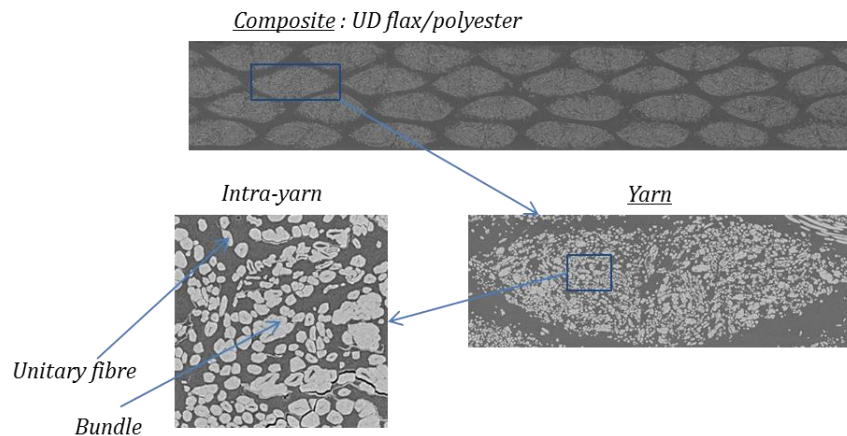 Composite : UD flax/polyester
Intra-yarn
Yarn
Unitary fibre
Bundle